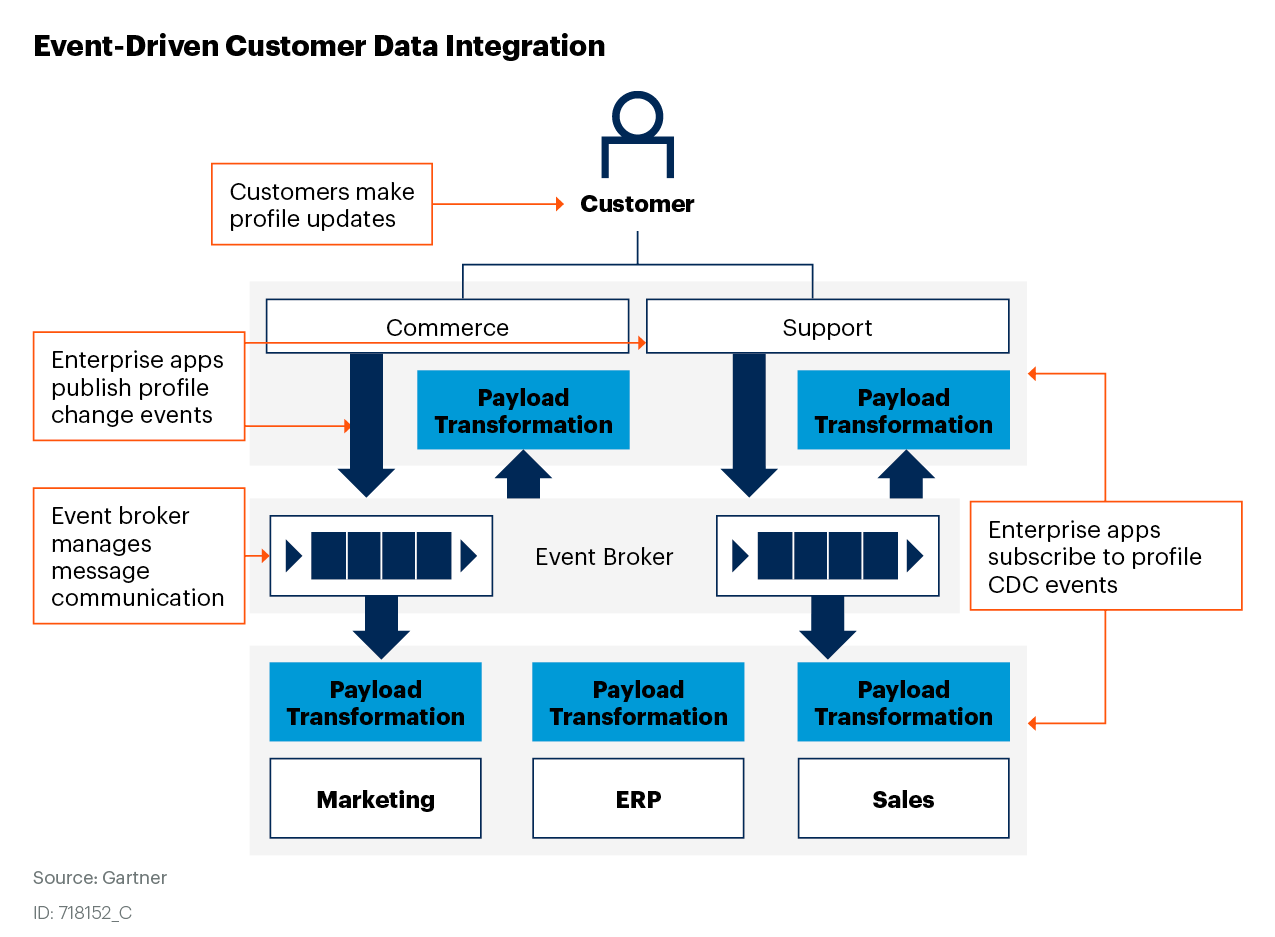 Event-Driven Customer Data Integration
Customers make
profile updates
Customer
Commerce
Support
Enterprise apps
publish profile
change events
Payload
Transformation
Payload
Transformation
Event broker
manages
message
communication
Event Broker
Enterprise apps
subscribe to profile
CDC events
Payload
Transformation
Payload
Transformation
Payload
Transformation
Marketing
ERP
Sales
Source: Gartner
ID: 718152_C